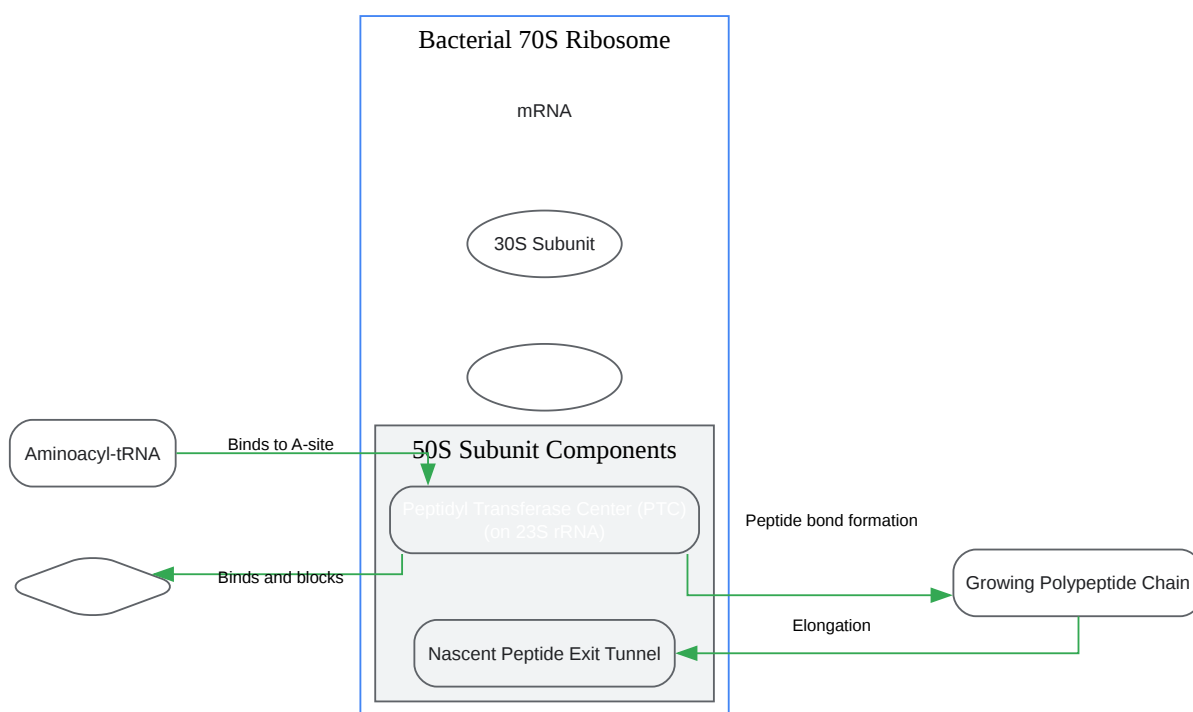 Bacterial 70S Ribosome
mRNA
30S Subunit
Aminoacyl-tRNA
Binds to A-site
50S Subunit Components
Peptidyl Transferase Center (PTC)
(on 23S rRNA)
Peptide bond formation
Binds and blocks
Growing Polypeptide Chain
Elongation
Nascent Peptide Exit Tunnel